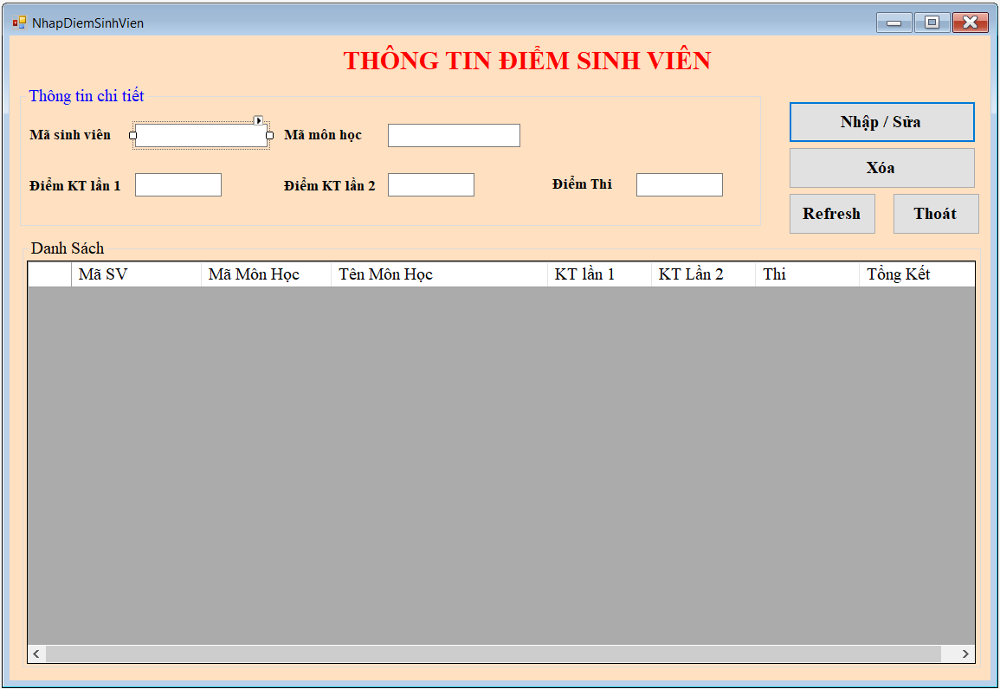 NhapDiemSinhVien
THÔNG TIN ĐIỂM SINH VIÊN
Thông tin chi tiết
Mã sinh viên Mã môn học
Điểm KT lần 1 Điểm KT lần 2 Điểm Thi
Nhập / Sửa
Xóa
Refresh Thoát
Danh Sách
Mã SV Mã Môn Học Tên Môn Học KT lần 1 KT Lần 2 Thi Tổng Kết